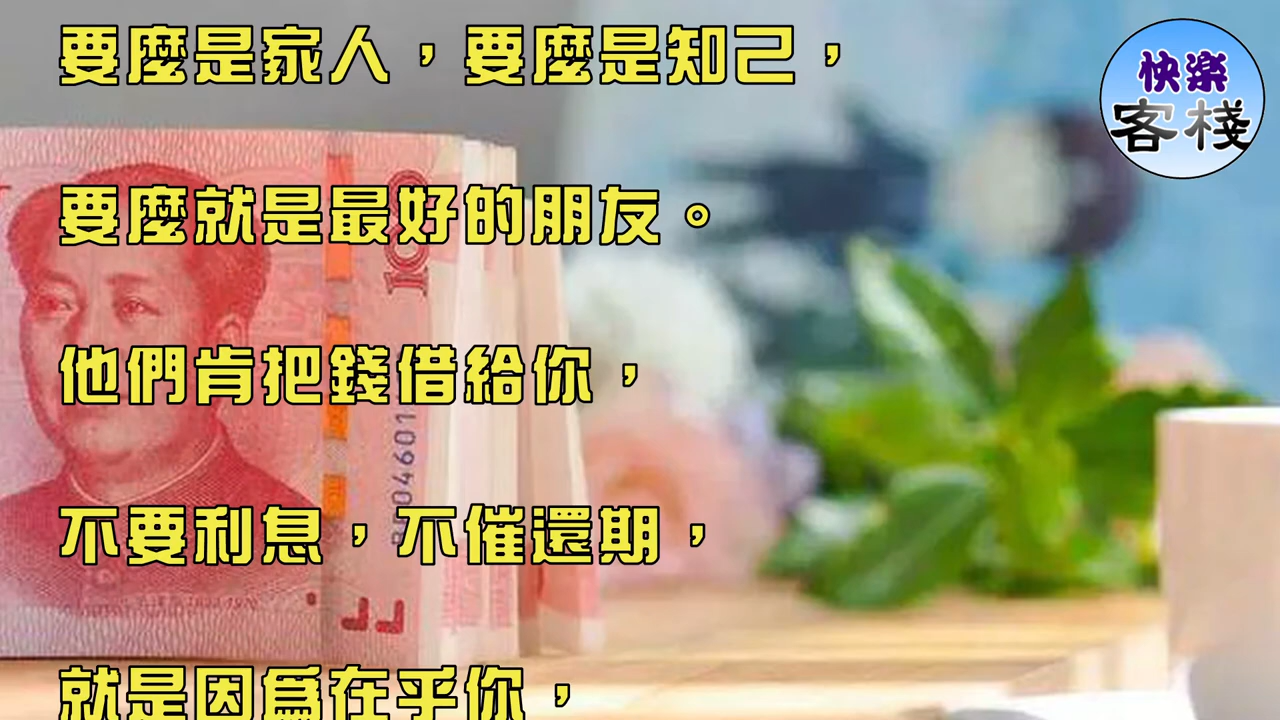 要麼是家人，要麼是知己，
快樂
客棧
要麼就是最好的朋友。
100
他們肯把錢借給你，
不要利息，不催還期，
就是因為在乎你，